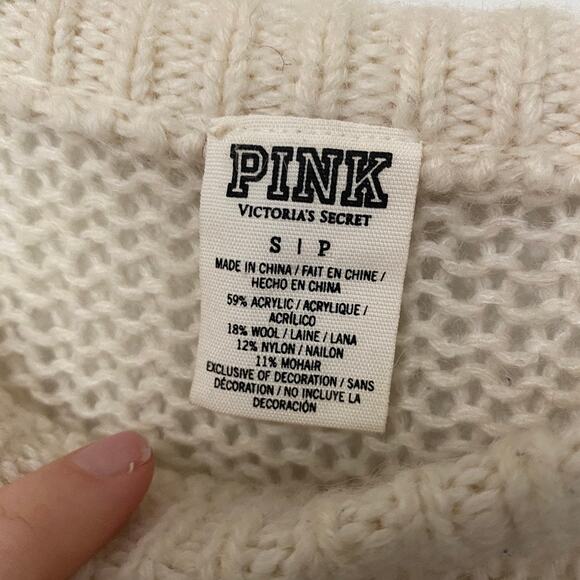 PINK
VICTORIA'S SECRET
S | P
MADE IN CHINA / FAIT EN CHINE /
HECHO EN CHINA
59% ACRYLIC / ACRYLIQUE /
ACRÍLICO
18% WOOL / LAINE / LANA
12% NYLON / NAILON
11% MOHAIR
EXCLUSIVE OF DECORATION / SANS
DÉCORATION / NO INCLUYE LA
DECORACIÓN